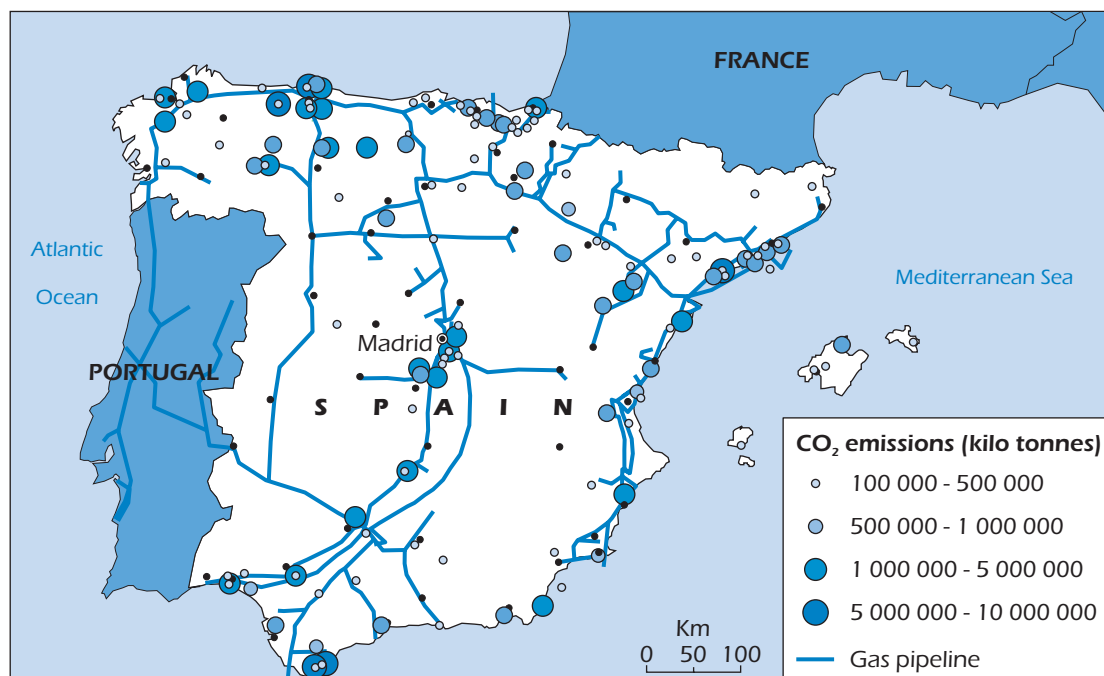 FRANCE
Atlantic
Ocean
Mediterranean Sea
Madrid
PORTUGAL
S P A I N
CO₂ emissions (kilo tonnes)
100 000 - 500 000
500 000 - 1 000 000
1 000 000 - 5 000 000
5 000 000 - 10 000 000
Gas pipeline
Km
0 50 100